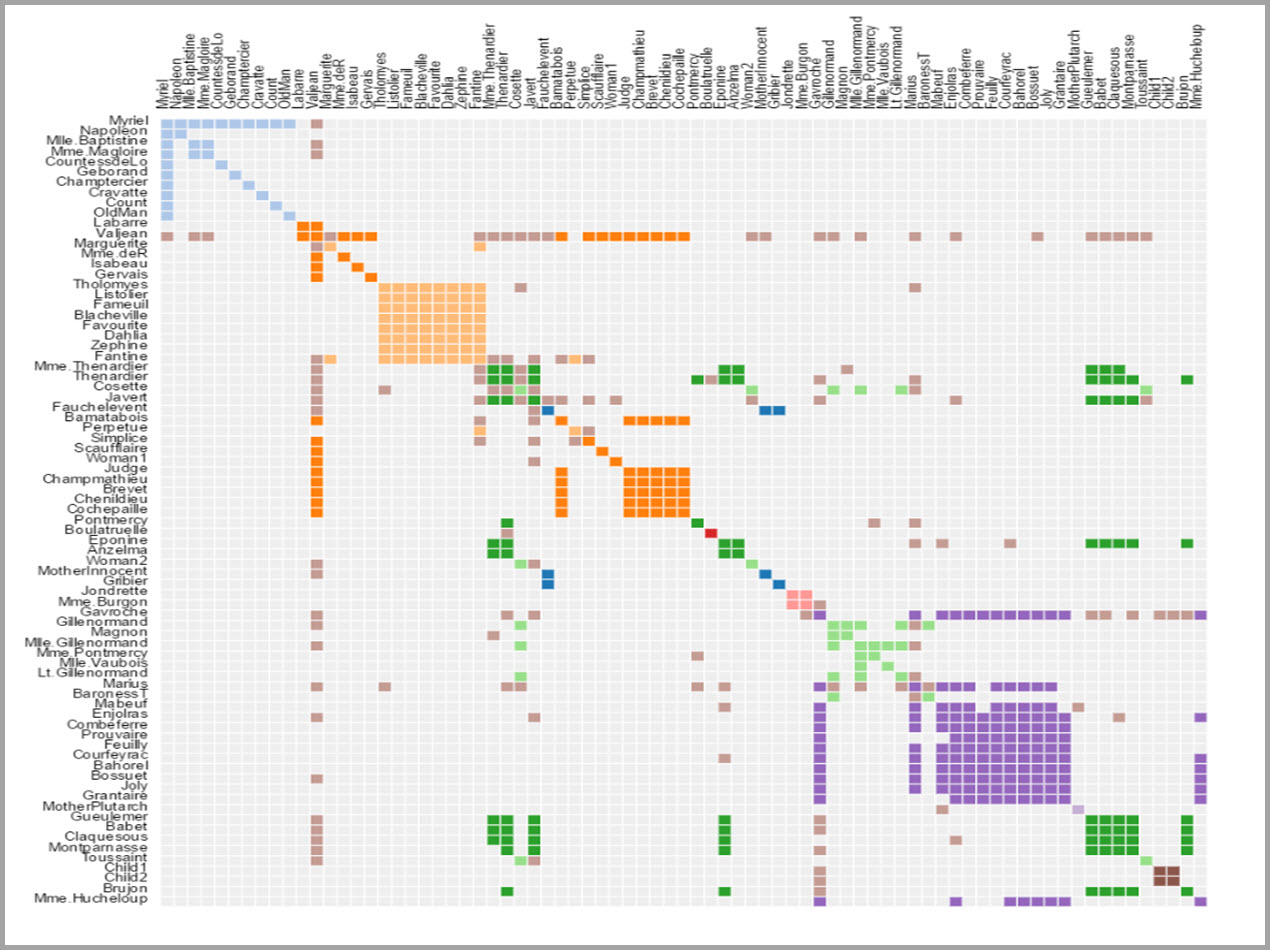 Myriel
Napoleon
Mlle.Baptistine
Mme.Magloire
CountessdeLo
Geborand
Champtercier
Cravatte
Count
OldMan
Labarre
Valjean
Marguerite
Mme.deR
Isabeau
Gervais
Tholomyes
Listolier
Fameuil
Blacheville
Favourite
Dahlia
Zephine
Fantine
Mme.Thenardier
Thenardier
Cosette
Javert
Fauchelevent
Bamatabois
Perpetue
Simplice
Scaufflaire
Woman1
Judge
Champmathieu
Brevet
Chenildieu
Cochepaille
Pontmercy
Boulatruelle
Eponine
Anzelma
Woman2
MotherInnocent
Gribier
Jondrette
Mme.Burgon
Gavroche
Gillenormand
Magnon
Mlle.Gillenormand
Mme.Pontmercy
Mlle.Vaubois
Lt.Gillenormand
Marius
BaronessT
Mabeuf
Enjolras
Combeferre
Prouvaire
Feuilly
Courfeyrac
Bahorel
Bossuet
Joly
Grantaire
MotherPlutarch
Gueulemer
Babet
Claquesous
Montparnasse
Toussaint
Child1
Child2
Brujon
Mme.Hucheloup
Myriel
Napoleon
Mlle.Baptistine
Mme.Magloire
CountessdeLo
Geborand
Champtercier
Cravatte
Count
OldMan
Labarre
Valjean
Marguerite
Mme.deR
Isabeau
Gervais
Tholomyes
Listolier
Fameuil
Blacheville
Favourite
Dahlia
Zephine
Fantine
Mme.Thenardier
Thenardier
Cosette
Javert
Fauchelevent
Bamatabois
Perpetue
Simplice
Scaufflaire
Woman1
Judge
Champmathieu
Brevet
Chenildieu
Cochepaille
Pontmercy
Boulatruelle
Eponine
Anzelma
Woman2
MotherInnocent
Gribier
Jondrette
Mme.Burgon
Gavroche
Gillenormand
Magnon
Mlle.Gillenormand
Mme.Pontmercy
Mlle.Vaubois
Lt.Gillenormand
Marius
BaronessT
Mabeuf
Enjolras
Combeferre
Prouvaire
Feuilly
Courfeyrac
Bahorel
Bossuet
Joly
Grantaire
MotherPlutarch
Gueulemer
Babet
Claquesous
Montparnasse
Toussaint
Child1
Child2
Brujon
Mme.Hucheloup